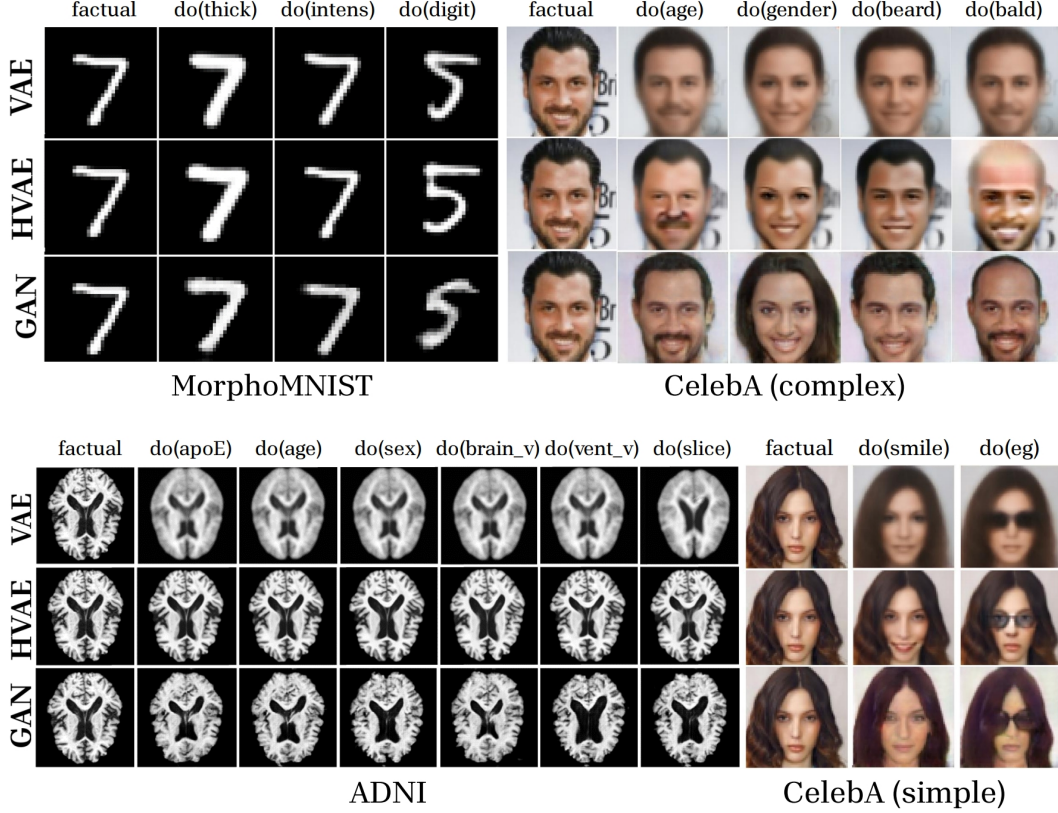 factual do(thick) do(intens) do(digit) factual do(age) do(gender) do(beard) do(bald)
VAE
HVAE
GAN
MorphoMNIST CelebA (complex)
factual do(apoE) do(age) do(sex) do(brain_v) do(vent_v) do(slice) factual do(smile) do(eg)
VAE
HVAE
GAN
ADNI CelebA (simple)